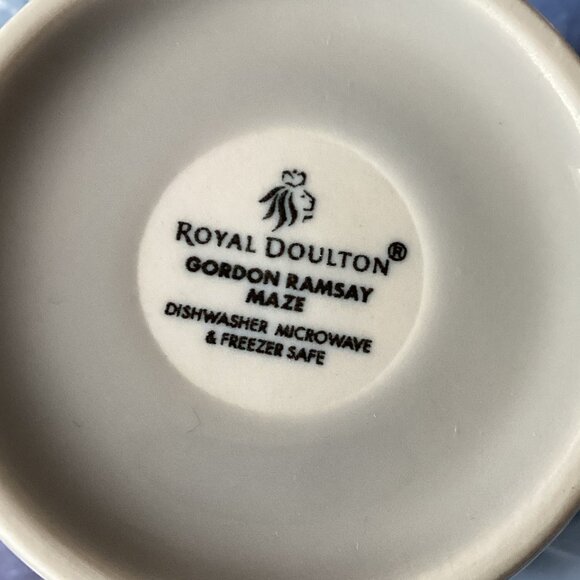 ROYAL DOULTON®
GORDON RAMSAY
MAZE
DISHWASHER MICROWAVE
& FREEZER SAFE